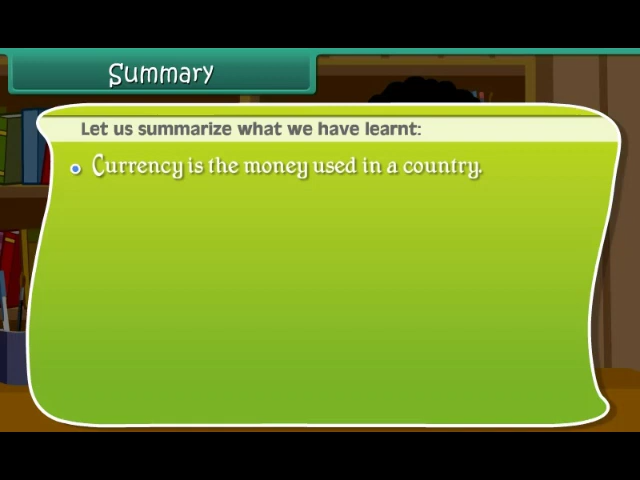 Summary
Let us summarize what we have learnt:
Currency is the money used in a country.